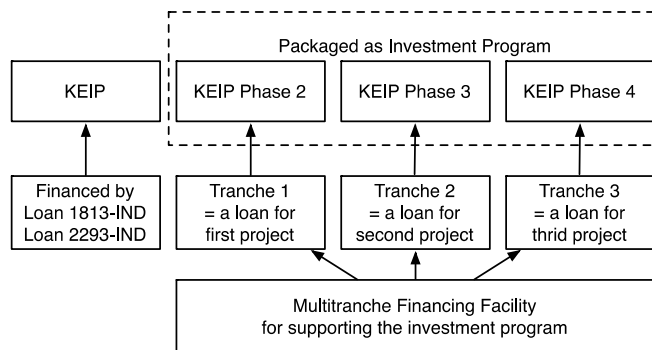 Packaged as Investment Program
KEIP
KEIP Phase 2
KEIP Phase 3
KEIP Phase 4
Financed by
Loan 1813-IND
Loan 2293-IND
Tranche 1
= a loan for
first project
Tranche 2
= a loan for
second project
Tranche 3
= a loan for
thrid project
Multitranche Financing Facility
for supporting the investment program